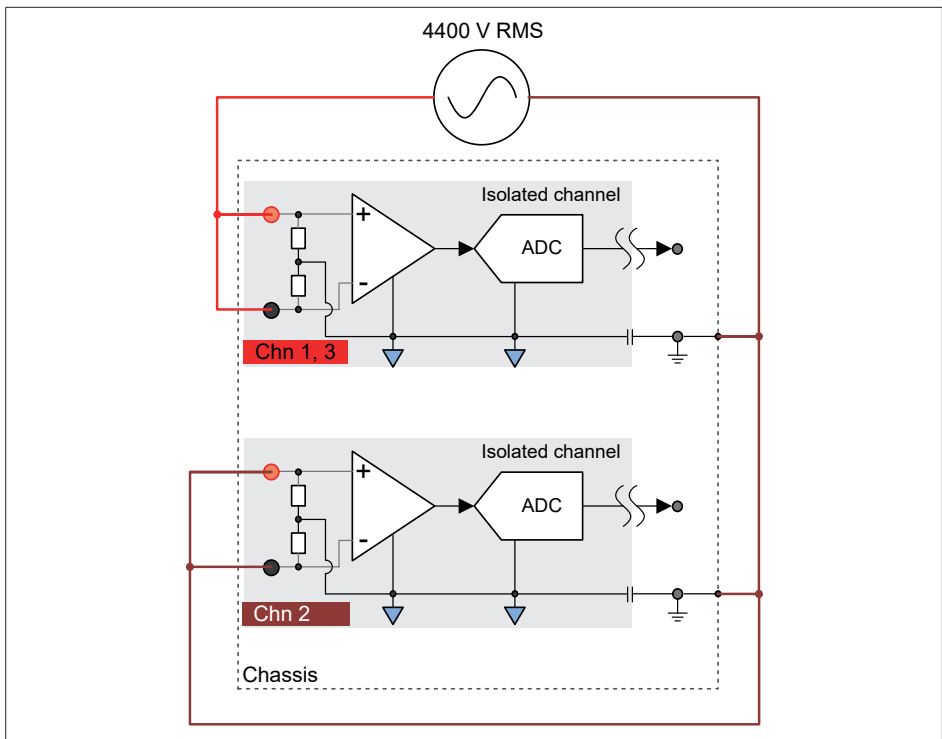 4400 V RMS
Isolated channel
+
ADC
-
Chn 1, 3
Isolated channel
+
ADC
-
Chn 2
Chassis